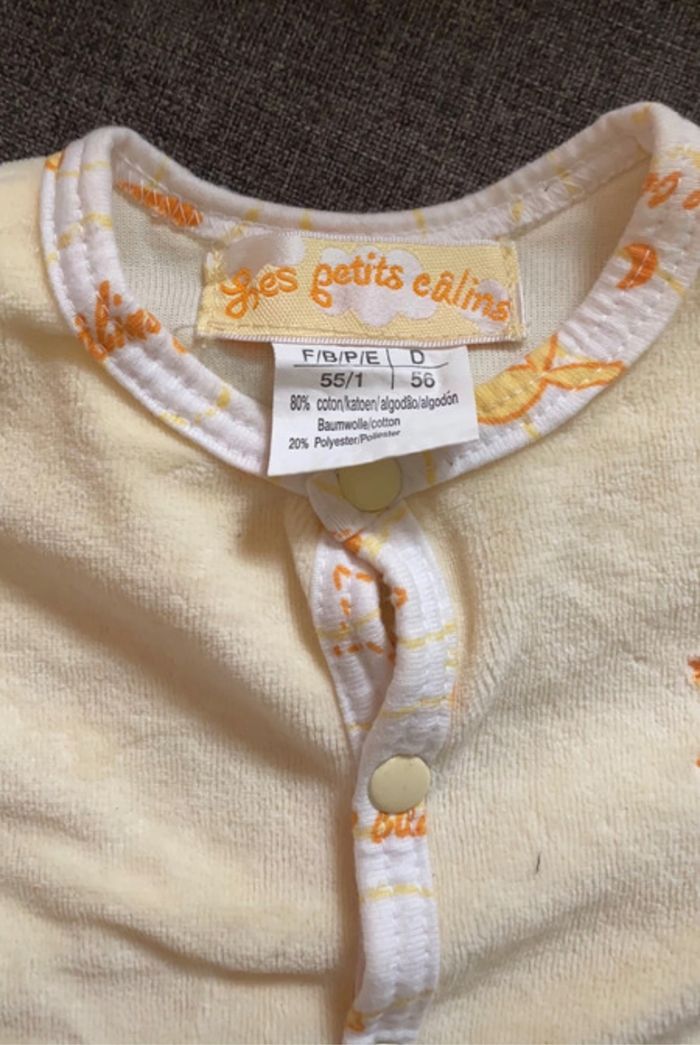 Les petits câlins
F/B/P/E D
55/1 56
80% coton/katoen/algodão/algodón
Baumwolle/cotton
20% Polyester/Poliester